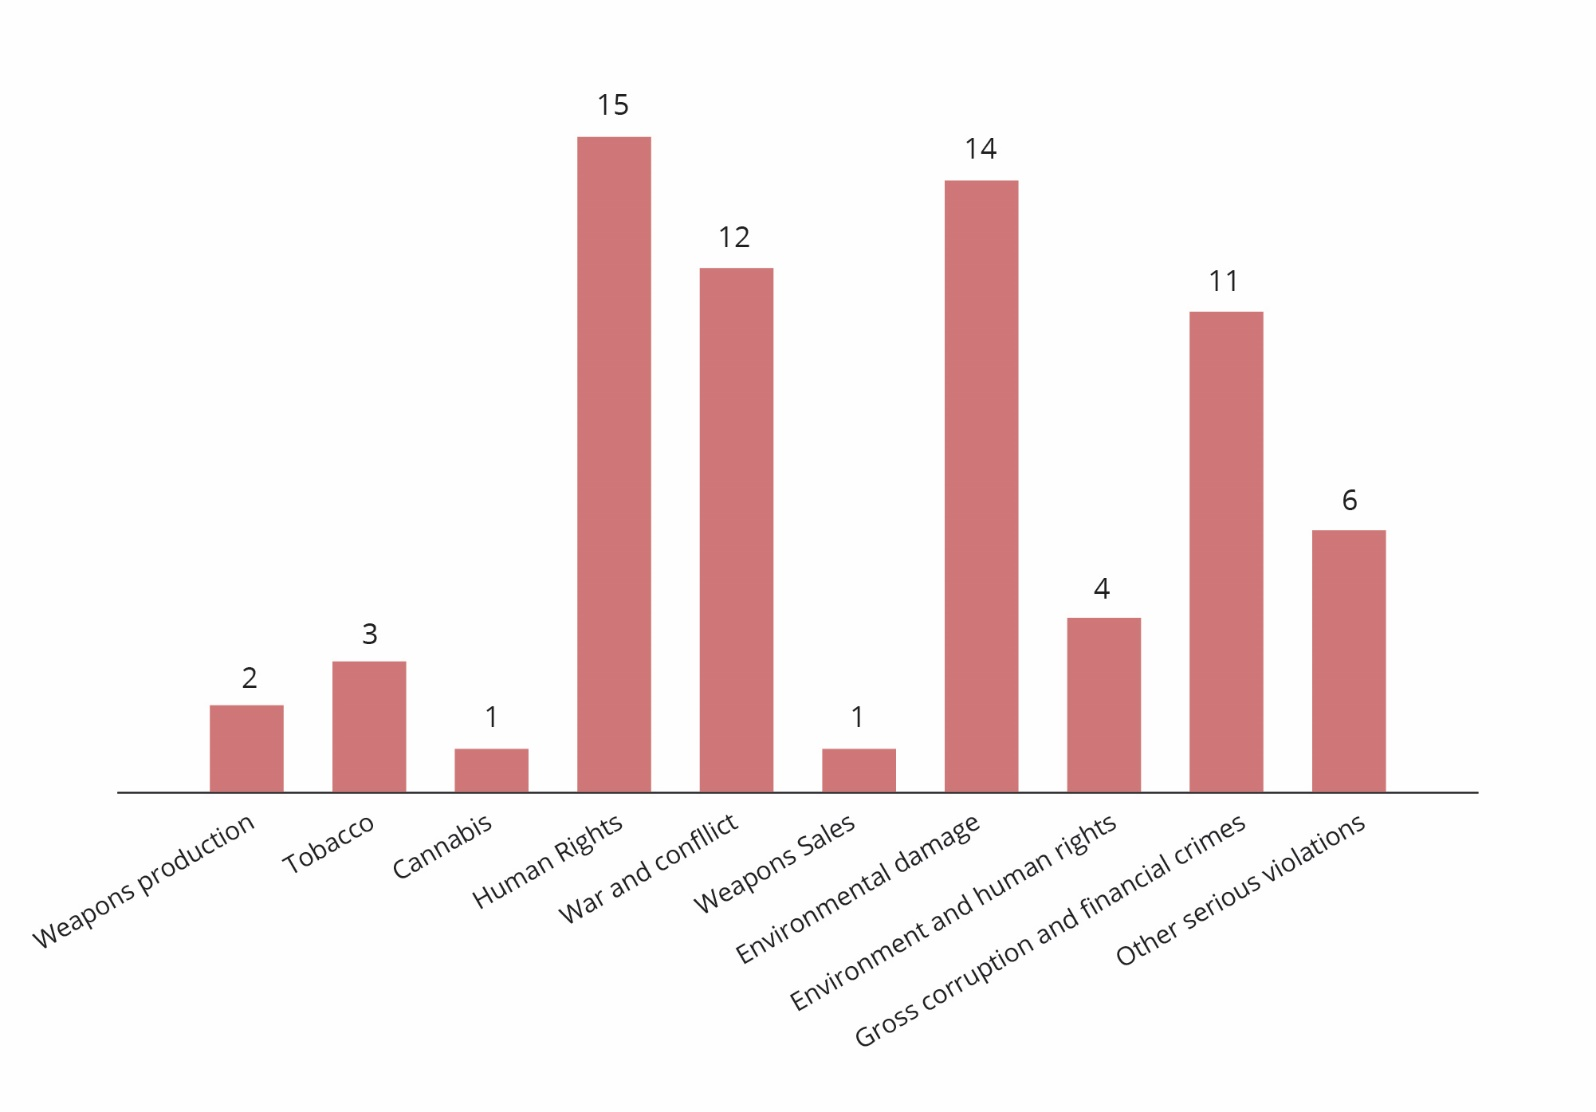 15
14
12
11
6
4
3
2
1
1
Weapons production
Tobacco
Cannabis
Human Rights
War and confllict
Weapons Sales
Environmental damage
Environment and human rights
Gross corruption and financial crimes
Other serious violations